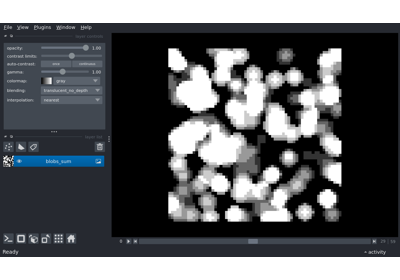 File View Plugins Window Help
opacity: 1.00
contrast limits:
auto-contrast: once continuous
gamma: 1.00
colormap: gray
blending: translucent_no_depth
interpolation: nearest
blobs_sum
Ready
activity